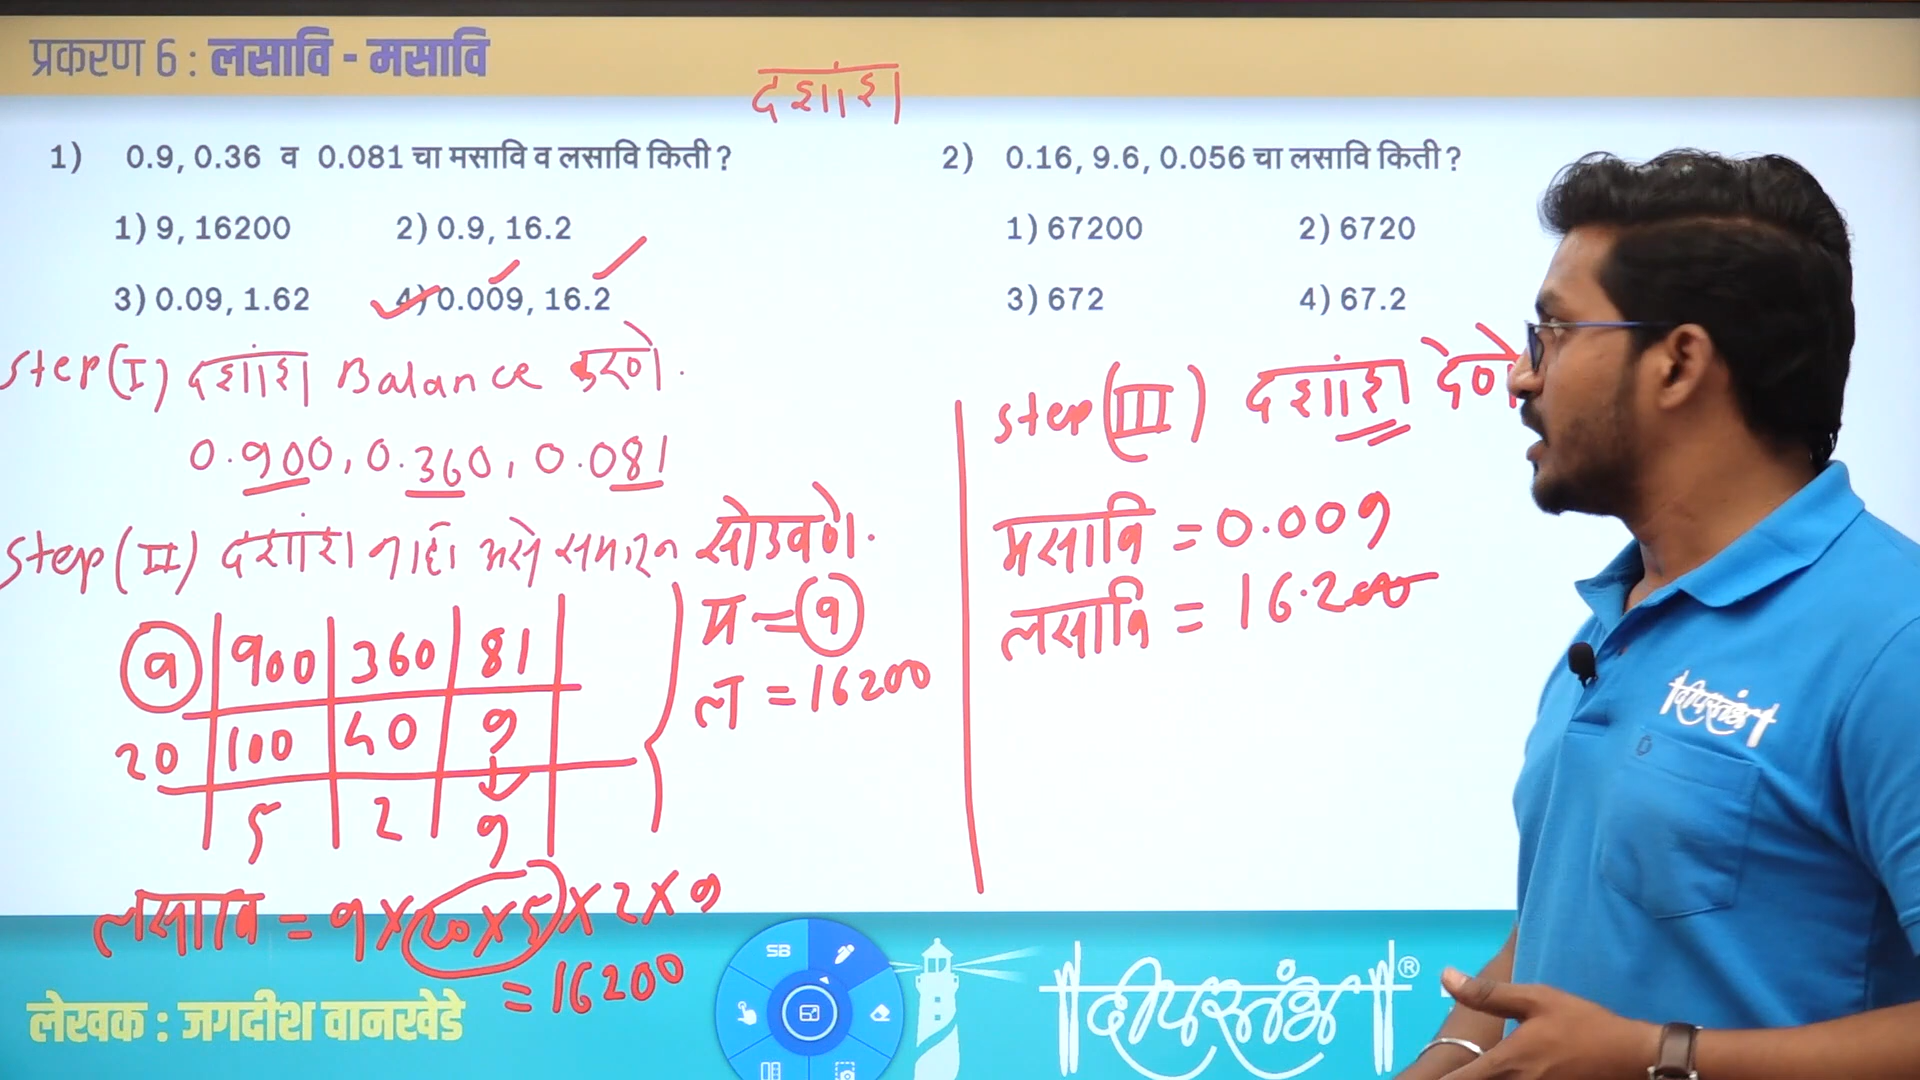 प्रकरण 6 : लसावि - मसावि
दशांश
1) 0.9, 0.36 व 0.081 चा मसावि व लसावि किती ?
1) 9, 16200 2) 0.9, 16.2
3) 0.09, 1.62 4) 0.009, 16.2
Step (I) दशांश Balance करणे.
0.900, 0.360, 0.081
Step (II) दशांश नाही असे समजून सोडवणे.
9 900 360 81
20 100 40 9
5 2 9
म = 9
ल = 16200
लसावि = 9 × (20 × 5) × 2 × 9
= 16200
2) 0.16, 9.6, 0.056 चा लसावि किती ?
1) 67200 2) 6720
3) 672 4) 67.2
Step (III) दशांश देणे
मसावि = 0.009
लसावि = 16.200
लेखक : जगदीश वानखेडे
SB
दीपस्तंभ ®
दीपस्तंभ